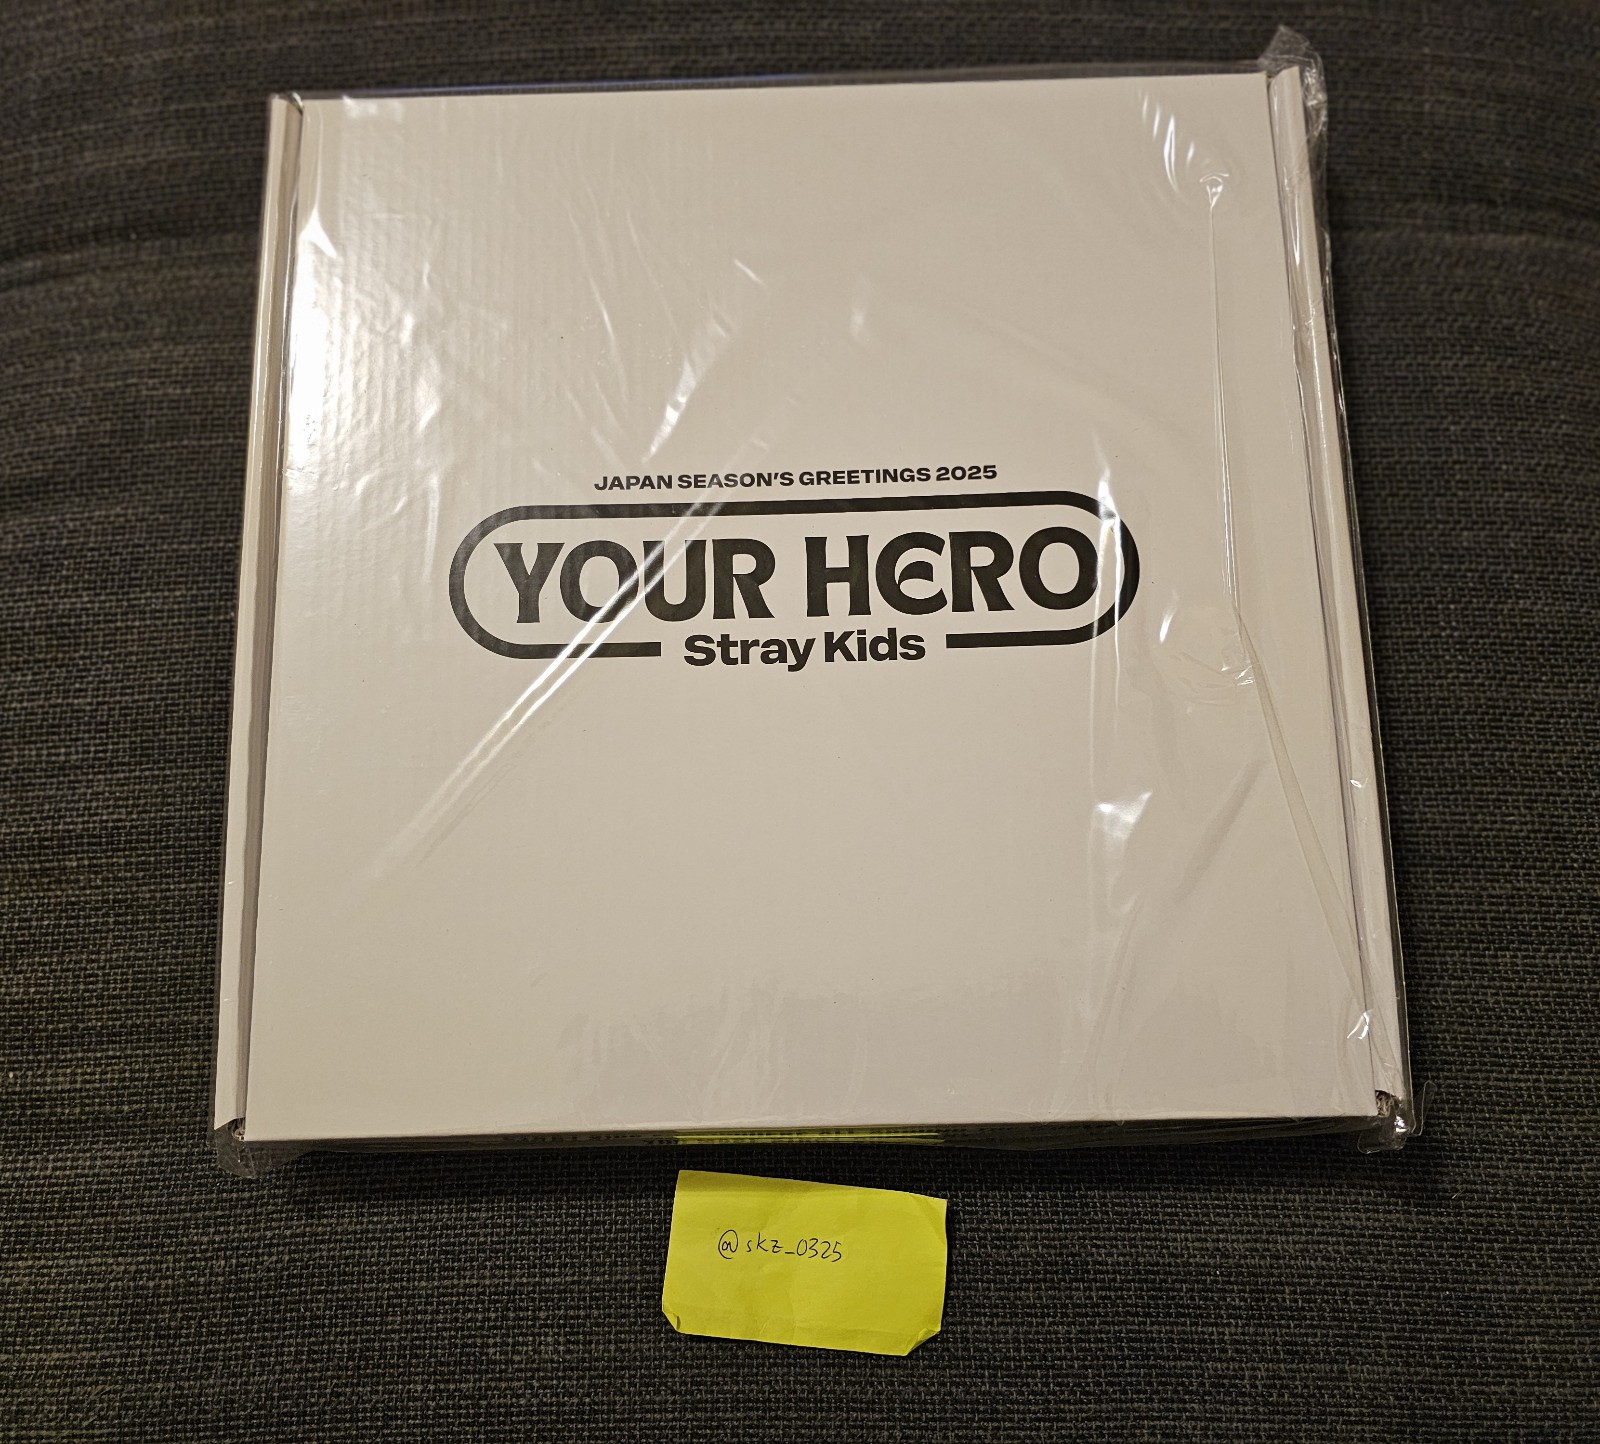 JAPAN SEASON'S GREETINGS 2025
YOUR HERO
Stray Kids
@skz_0325